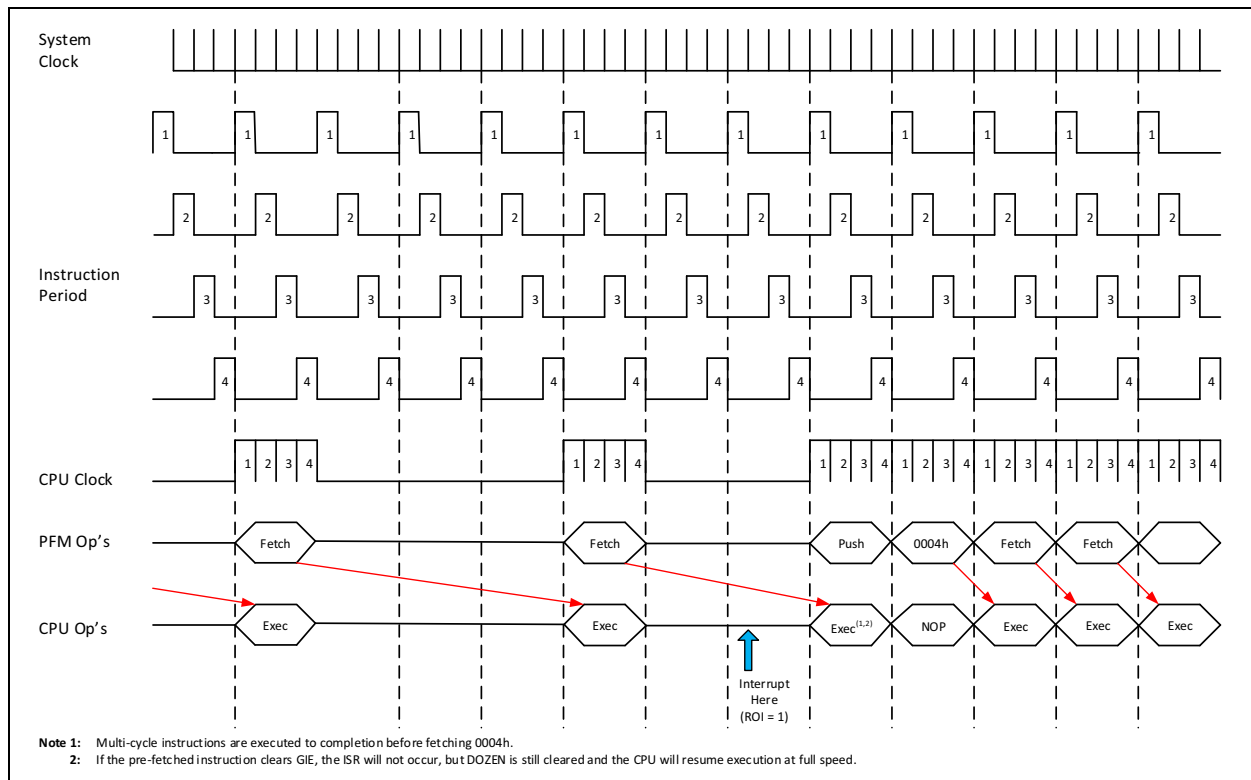 System
Clock
1 1 1 1 1 1 1 1 1 1 1 1 1
2 2 2 2 2 2 2 2 2 2 2 2 2
Instruction
Period
3 3 3 3 3 3 3 3 3 3 3 3 3
4 4 4 4 4 4 4 4 4 4 4 4 4
CPU Clock
1 2 3 4 1 2 3 4 1 2 3 4 1 2 3 4 1 2 3 4 1 2 3 4 1 2 3 4
PFM Op's
Fetch Fetch Push 0004h Fetch Fetch
CPU Op's
Exec Exec Exec(1,2) NOP Exec Exec Exec
Interrupt
Here
(ROI = 1)
Note 1: Multi-cycle instructions are executed to completion before fetching 0004h.
2: If the pre-fetched instruction clears GIE, the ISR will not occur, but DOZEN is still cleared and the CPU will resume execution at full speed.